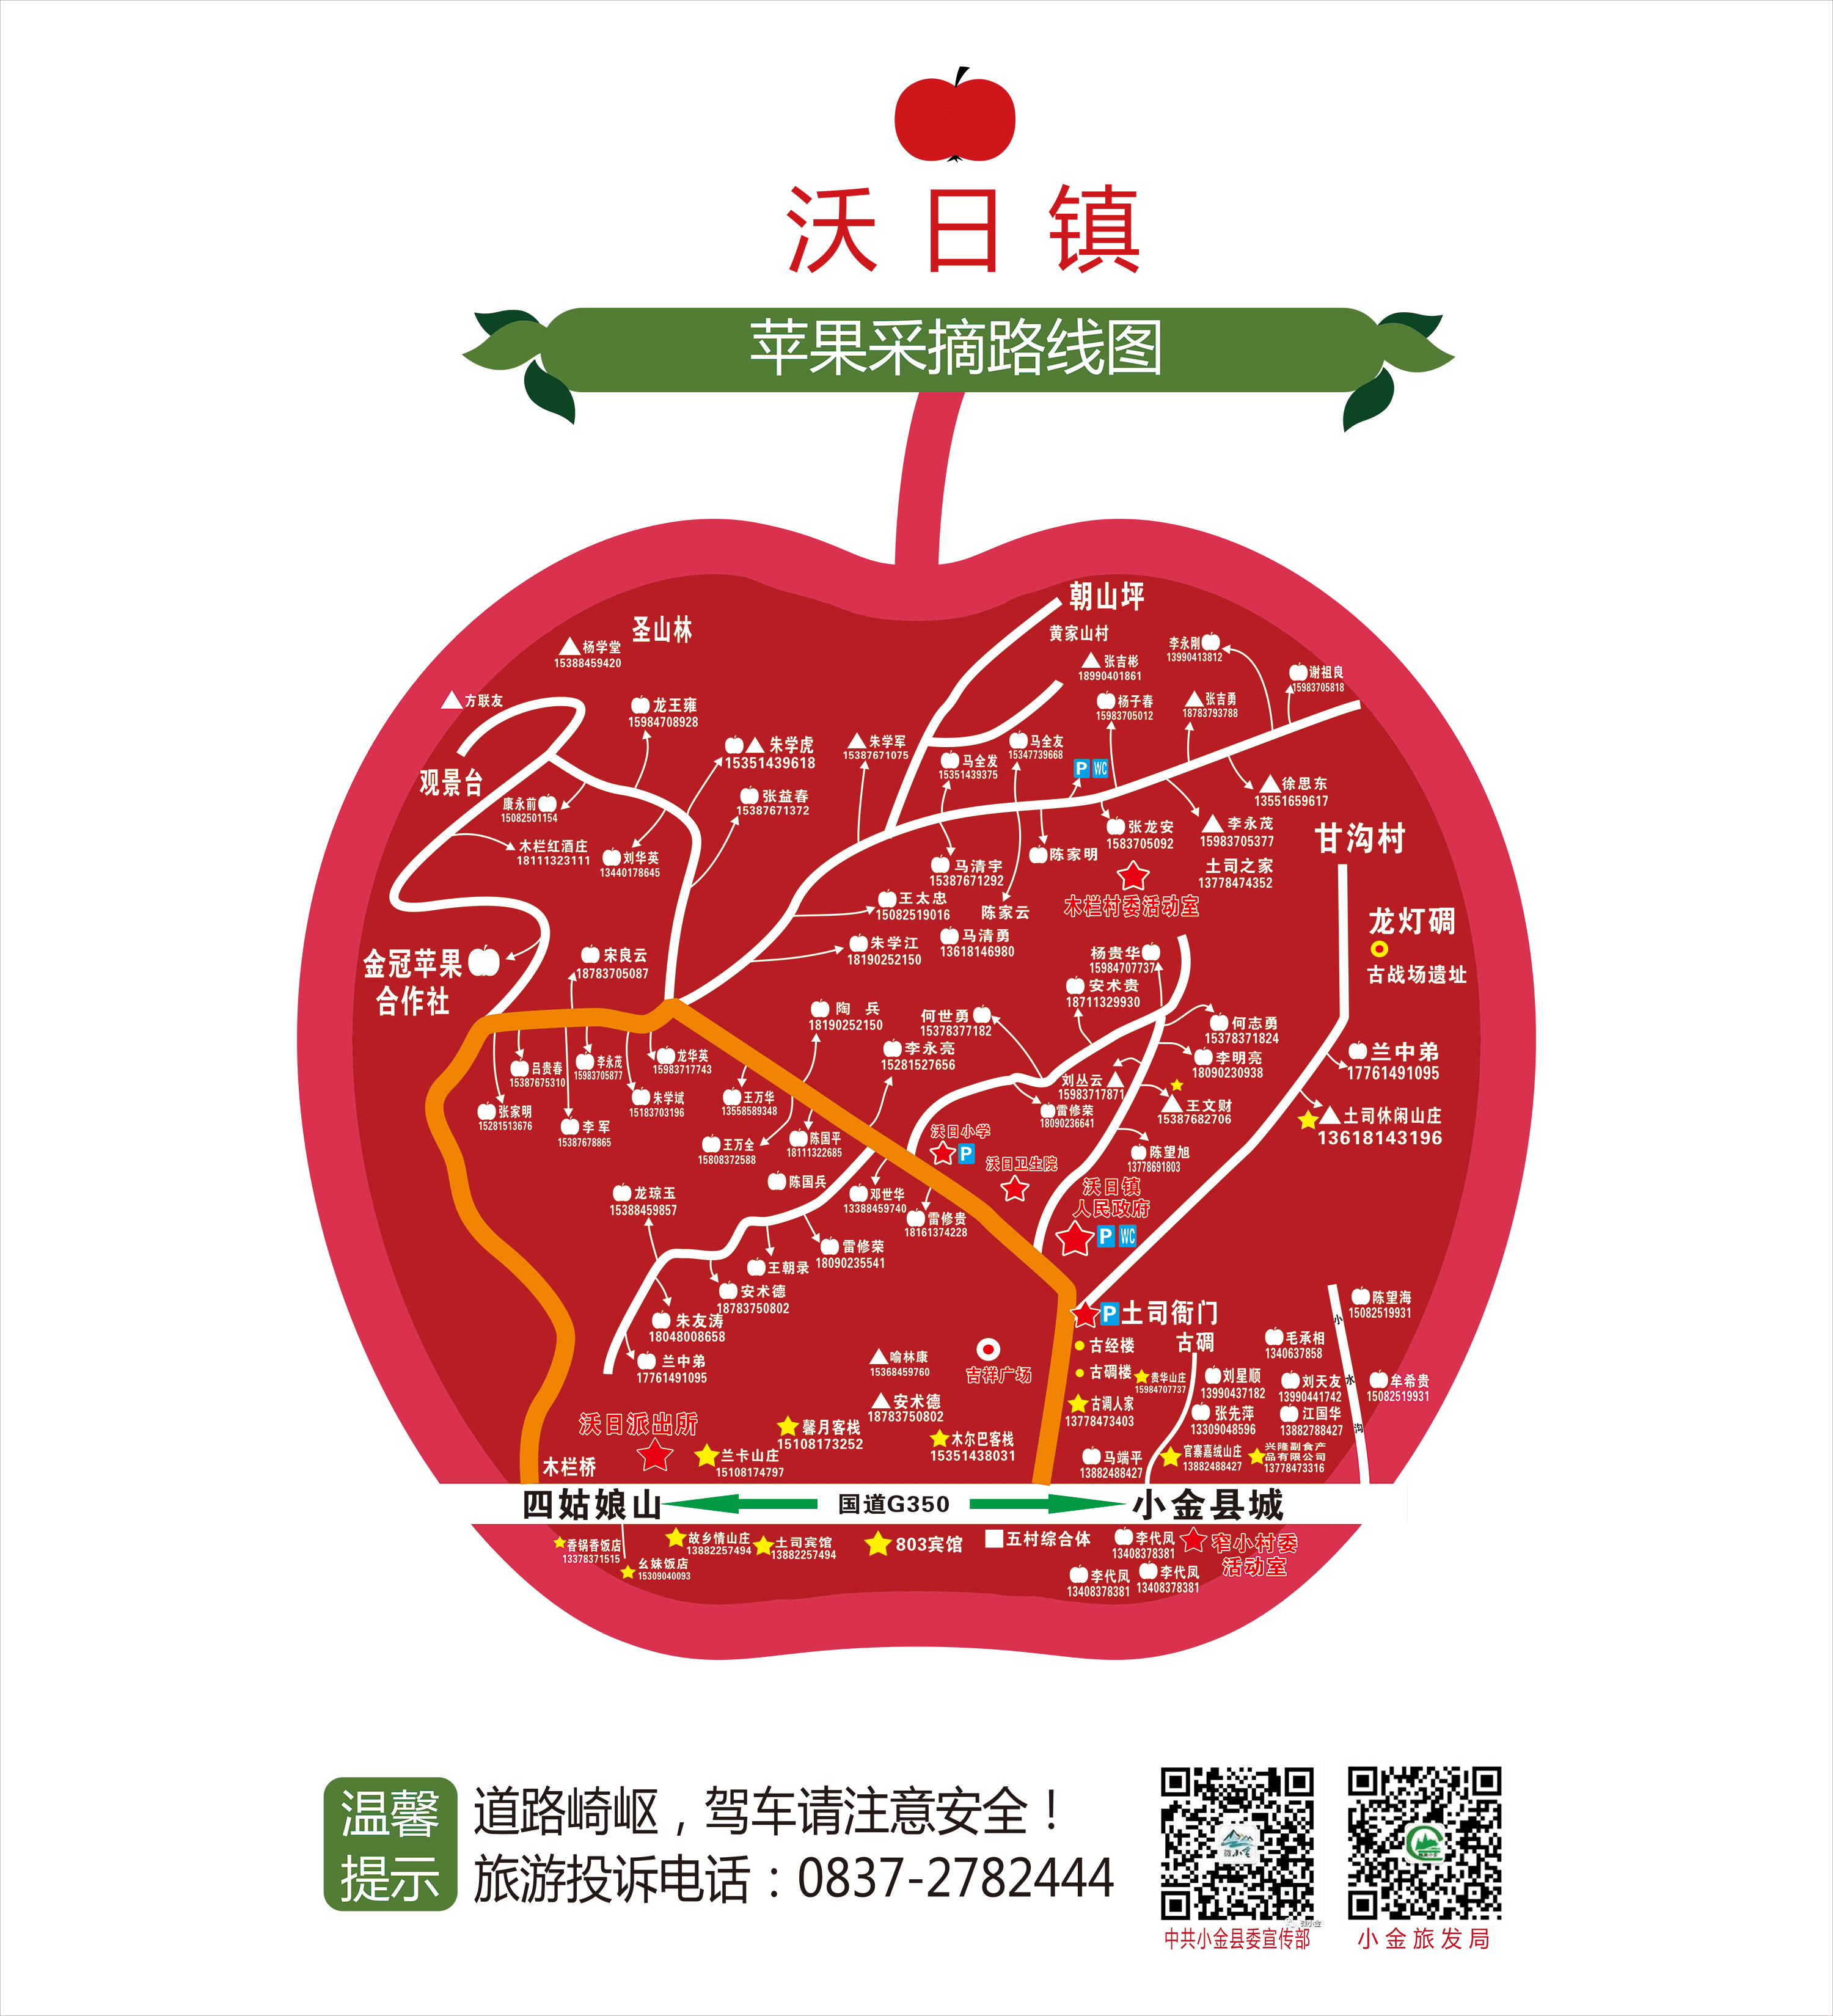 沃日镇
苹果采摘路线图
朝山坪
圣山林
黄家山村
杨学堂
15388459420
李永刚
13990413812
张吉彬
18990401861
谢祖良
15983705818
方联友
龙王雍
15984708928
杨子春
15983705012
张吉勇
18783793788
朱学虎
15351439618
朱学军
15387671075
马全发
15351439375
马全友
15347739668
P WC
观景台
徐思东
13551659617
康永前
15082501154
张益春
15387671372
张龙安
1583705092
李永茂
15983705377
甘沟村
木栏红酒庄
18111323111
刘华英
13440178645
马清宇
15387671292
陈家明
土司之家
13778474352
王太忠
15082519016
陈家云
木栏村委活动室
龙灯碉
古战场遗址
朱学江
18190252150
马清勇
13618146980
金冠苹果
合作社
宋良云
18783705087
杨贵华
15984707737
安术贵
18711329930
陶 兵
18190252150
何世勇
15378377182
何志勇
15378371824
李永亮
15281527656
李明亮
18090230938
兰中弟
17761491095
吕贵春
15387675310
李永茂
15983705877
龙华英
15983717743
刘丛云
15983717871
张家明
15281513676
李军
15387678865
朱学斌
15183703196
王万华
13558589348
雷修荣
18090236641
王文财
15387682706
土司休闲山庄
13618143196
王万全
15808372588
陈国平
18111322685
沃日小学
P
沃日卫生院
陈望旭
13778691803
陈国兵
龙琼玉
15388459857
邓世华
13388459740
雷修贵
18161374228
沃日镇
人民政府
P WC
雷修荣
18090235541
王朝录
安术德
18783750802
朱友涛
18048008658
兰中弟
17761491095
P 土司衙门
古经楼
古碉
古碉楼
贵华山庄
15984707737
古调人家
13778473403
陈望海
15082519931
毛承相
1340637858
小水沟
刘星顺
13990437182
刘天友
13990441742
牟希贵
15082519931
张先萍
13309048596
江国华
13882788427
喻林康
15368459760
吉祥广场
安术德
18783750802
沃日派出所
馨月客栈
15108173252
木尔巴客栈
15351438031
兰卡山庄
15108174797
木栏桥
马端平
13882488427
官寨嘉绒山庄
13882488427
兴隆副食产
品有限公司
13778473316
四姑娘山
国道G350
小金县城
香锅香饭店
13378371515
幺妹饭店
15309040093
故乡情山庄
13882257494
土司宾馆
13882257494
803宾馆
五村综合体
李代凤
13408378381
窄小村委
活动室
李代凤
13408378381
李代凤
13408378381
温馨
提示
道路崎岖，驾车请注意安全！
旅游投诉电话：0837-2782444
中共小金县委宣传部
小金旅发局